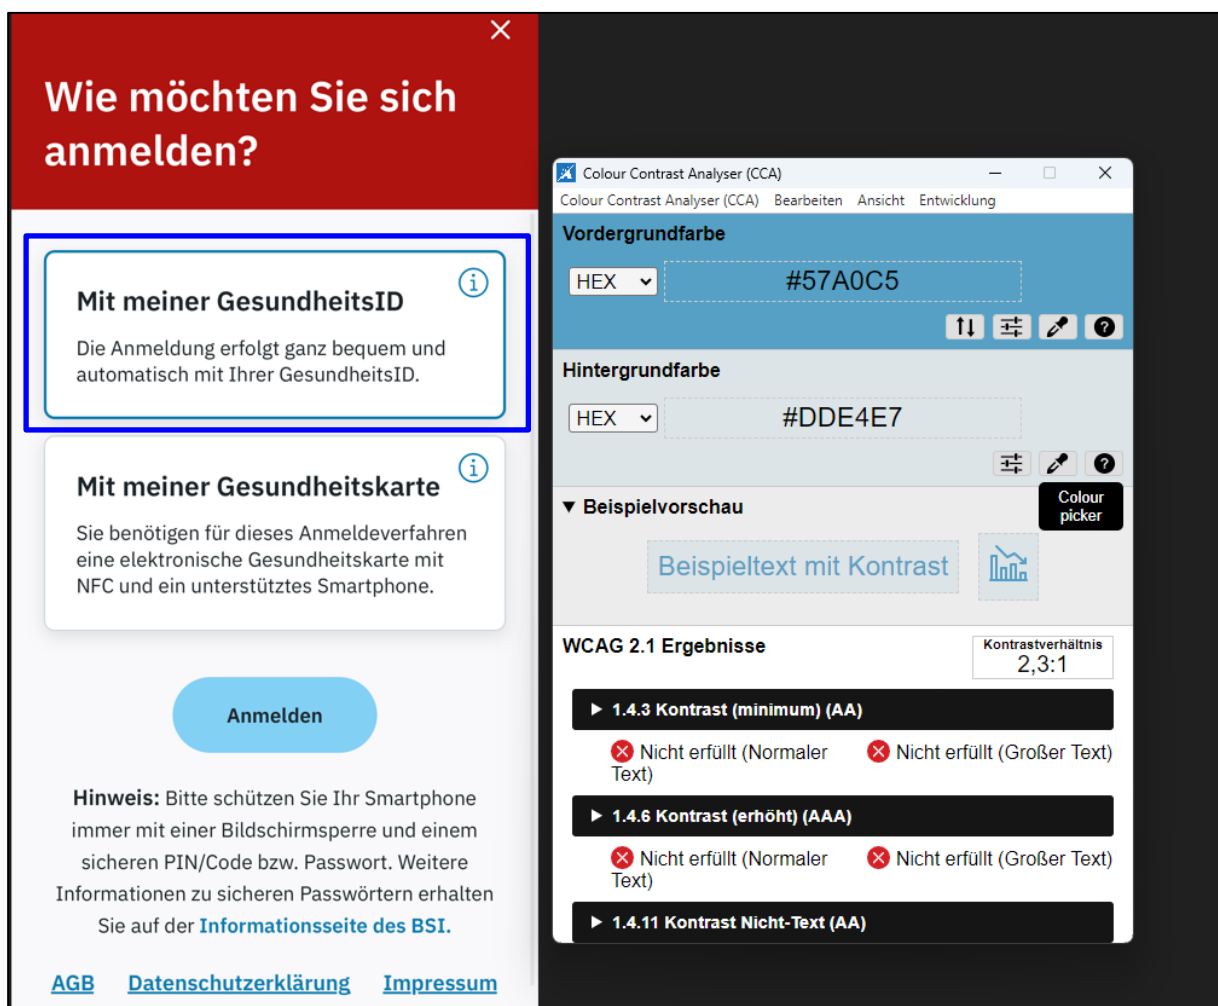 Wie möchten Sie sich
anmelden?
Mit meiner GesundheitsID
Die Anmeldung erfolgt ganz bequem und
automatisch mit Ihrer GesundheitsID.
Mit meiner Gesundheitskarte
Sie benötigen für dieses Anmeldeverfahren
eine elektronische Gesundheitskarte mit
NFC und ein unterstütztes Smartphone.
Anmelden
Hinweis: Bitte schützen Sie Ihr Smartphone
immer mit einer Bildschirmsperre und einem
sicheren PIN/Code bzw. Passwort. Weitere
Informationen zu sicheren Passwörtern erhalten
Sie auf der Informationsseite des BSI.
AGB Datenschutzerklärung Impressum
Colour Contrast Analyser (CCA)
Colour Contrast Analyser (CCA) Bearbeiten Ansicht Entwicklung
Vordergrundfarbe
HEX #57A0C5
Hintergrundfarbe
HEX #DDE4E7
Colour
picker
Beispielvorschau
Beispieltext mit Kontrast
WCAG 2.1 Ergebnisse
Kontrastverhältnis
2,3:1
1.4.3 Kontrast (minimum) (AA)
Nicht erfüllt (Normaler
Text)
Nicht erfüllt (Großer Text)
1.4.6 Kontrast (erhöht) (AAA)
Nicht erfüllt (Normaler
Text)
Nicht erfüllt (Großer Text)
1.4.11 Kontrast Nicht-Text (AA)